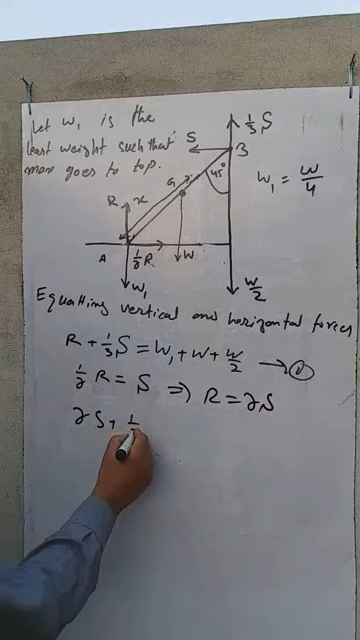 Let W₁ is the
least weight such that
man goes to top.
1/3 S
S
B
45°
W₁ = W/4
G
R
x
A
1/2 R
W
W₁
W/2
Equatting vertical and horizontal forces
R + 1/3 S = W₁ + W + W/2 → ①
1/2 R = S ⇒ R = 2S
2S + 1